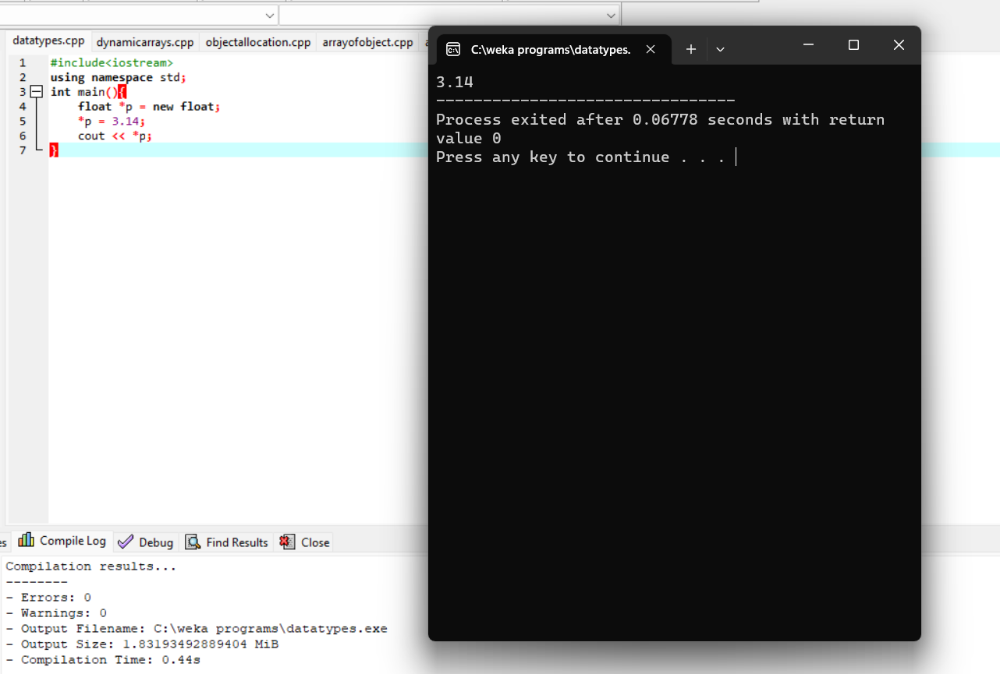 datatypes.cpp dynamicarrays.cpp objectallocation.cpp arrayofobject.cpp
1 #include<iostream>
2 using namespace std;
3 int main(){
4 float *p = new float;
5 *p = 3.14;
6 cout << *p;
7 }
C:\weka programs\datatypes.
3.14
--------------------------------
Process exited after 0.06778 seconds with return
value 0
Press any key to continue . . .
Compile Log Debug Find Results Close
Compilation results...
--------
- Errors: 0
- Warnings: 0
- Output Filename: C:\weka programs\datatypes.exe
- Output Size: 1.83193492889404 MiB
- Compilation Time: 0.44s